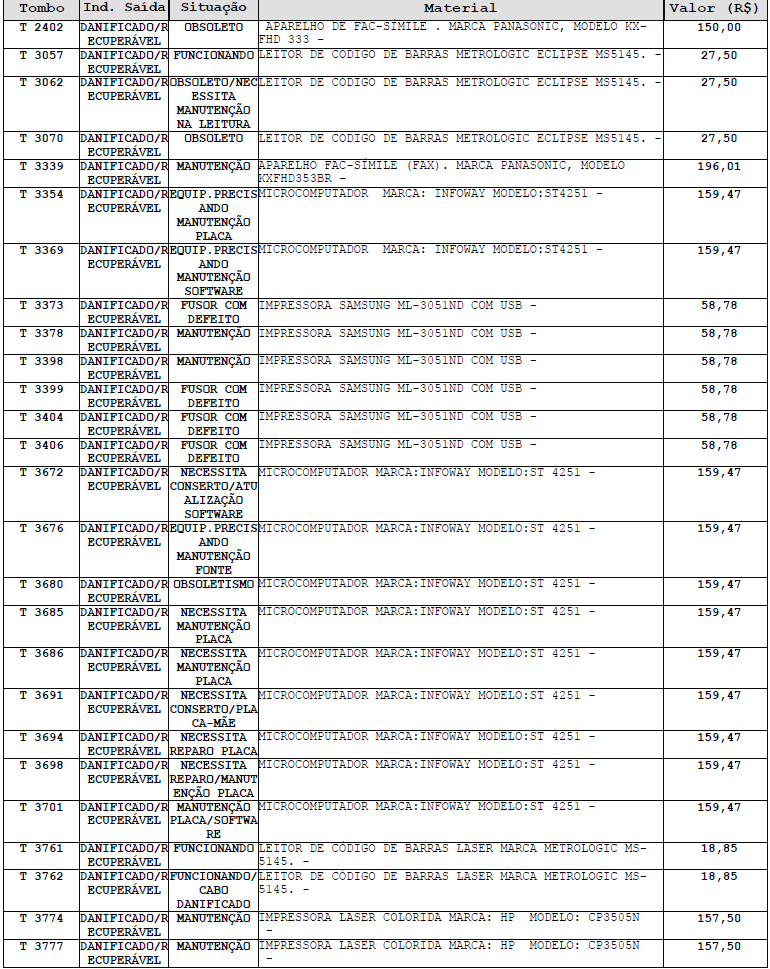 Tombo Ind. Saída Situação Material Valor (R$)
T 2402 DANIFICADO/R OBSOLETO APARELHO DE FAC-SÍMILE . MARCA PANASONIC, MODELO KX- 150,00
ECUPERÁVEL FHD 333 -
T 3057 DANIFICADO/R FUNCIONANDO LEITOR DE CODIGO DE BARRAS METROLOGIC ECLIPSE MS5145. - 27,50
ECUPERÁVEL
T 3062 DANIFICADO/R OBSOLETO/NEC LEITOR DE CODIGO DE BARRAS METROLOGIC ECLIPSE MS5145. - 27,50
ECUPERÁVEL ESSITA
MANUTENÇÃO
NA LEITURA
T 3070 DANIFICADO/R OBSOLETO LEITOR DE CODIGO DE BARRAS METROLOGIC ECLIPSE MS5145. - 27,50
ECUPERÁVEL
T 3339 DANIFICADO/R MANUTENÇÃO APARELHO FAC-SÍMILE (FAX). MARCA PANASONIC, MODELO 196,01
ECUPERÁVEL KXFHD353BR -
T 3354 DANIFICADO/R EQUIP.PRECIS MICROCOMPUTADOR MARCA: INFOWAY MODELO:ST4251 - 159,47
ECUPERÁVEL ANDO
MANUTENÇÃO
PLACA
T 3369 DANIFICADO/R EQUIP.PRECIS MICROCOMPUTADOR MARCA: INFOWAY MODELO:ST4251 - 159,47
ECUPERÁVEL ANDO
MANUTENÇÃO
SOFTWARE
T 3373 DANIFICADO/R FUSOR COM IMPRESSORA SAMSUNG ML-3051ND COM USB - 58,78
ECUPERÁVEL DEFEITO
T 3378 DANIFICADO/R MANUTENÇÃO IMPRESSORA SAMSUNG ML-3051ND COM USB - 58,78
ECUPERÁVEL
T 3398 DANIFICADO/R MANUTENÇÃO IMPRESSORA SAMSUNG ML-3051ND COM USB - 58,78
ECUPERÁVEL
T 3399 DANIFICADO/R FUSOR COM IMPRESSORA SAMSUNG ML-3051ND COM USB - 58,78
ECUPERÁVEL DEFEITO
T 3404 DANIFICADO/R FUSOR COM IMPRESSORA SAMSUNG ML-3051ND COM USB - 58,78
ECUPERÁVEL DEFEITO
T 3406 DANIFICADO/R FUSOR COM IMPRESSORA SAMSUNG ML-3051ND COM USB - 58,78
ECUPERÁVEL DEFEITO
T 3672 DANIFICADO/R NECESSITA MICROCOMPUTADOR MARCA:INFOWAY MODELO:ST 4251 - 159,47
ECUPERÁVEL CONSERTO/ATU
ALIZAÇÃO
SOFTWARE
T 3676 DANIFICADO/R EQUIP.PRECIS MICROCOMPUTADOR MARCA:INFOWAY MODELO:ST 4251 - 159,47
ECUPERÁVEL ANDO
MANUTENÇÃO
FONTE
T 3680 DANIFICADO/R OBSOLETISMO MICROCOMPUTADOR MARCA:INFOWAY MODELO:ST 4251 - 159,47
ECUPERÁVEL
T 3685 DANIFICADO/R NECESSITA MICROCOMPUTADOR MARCA:INFOWAY MODELO:ST 4251 - 159,47
ECUPERÁVEL MANUTENÇÃO
PLACA
T 3686 DANIFICADO/R NECESSITA MICROCOMPUTADOR MARCA:INFOWAY MODELO:ST 4251 - 159,47
ECUPERÁVEL MANUTENÇÃO
PLACA
T 3691 DANIFICADO/R NECESSITA MICROCOMPUTADOR MARCA:INFOWAY MODELO:ST 4251 - 159,47
ECUPERÁVEL CONSERTO/PLA
CA-MÃE
T 3694 DANIFICADO/R NECESSITA MICROCOMPUTADOR MARCA:INFOWAY MODELO:ST 4251 - 159,47
ECUPERÁVEL REPARO PLACA
T 3698 DANIFICADO/R NECESSITA MICROCOMPUTADOR MARCA:INFOWAY MODELO:ST 4251 - 159,47
ECUPERÁVEL REPARO/MANUT
ENÇÃO PLACA
T 3701 DANIFICADO/R MANUTENÇÃO MICROCOMPUTADOR MARCA:INFOWAY MODELO:ST 4251 - 159,47
ECUPERÁVEL PLACA/SOFTWA
RE
T 3761 DANIFICADO/R FUNCIONANDO LEITOR DE CÓDIGO DE BARRAS LASER MARCA METROLOGIC MS- 18,85
ECUPERÁVEL 5145. -
T 3762 DANIFICADO/R FUNCIONANDO/ LEITOR DE CÓDIGO DE BARRAS LASER MARCA METROLOGIC MS- 18,85
ECUPERÁVEL CABO 5145. -
DANIFICADO
T 3774 DANIFICADO/R MANUTENÇÃO IMPRESSORA LASER COLORIDA MARCA: HP MODELO: CP3505N 157,50
ECUPERÁVEL -
T 3777 DANIFICADO/R MANUTENÇÃO IMPRESSORA LASER COLORIDA MARCA: HP MODELO: CP3505N 157,50
ECUPERÁVEL -